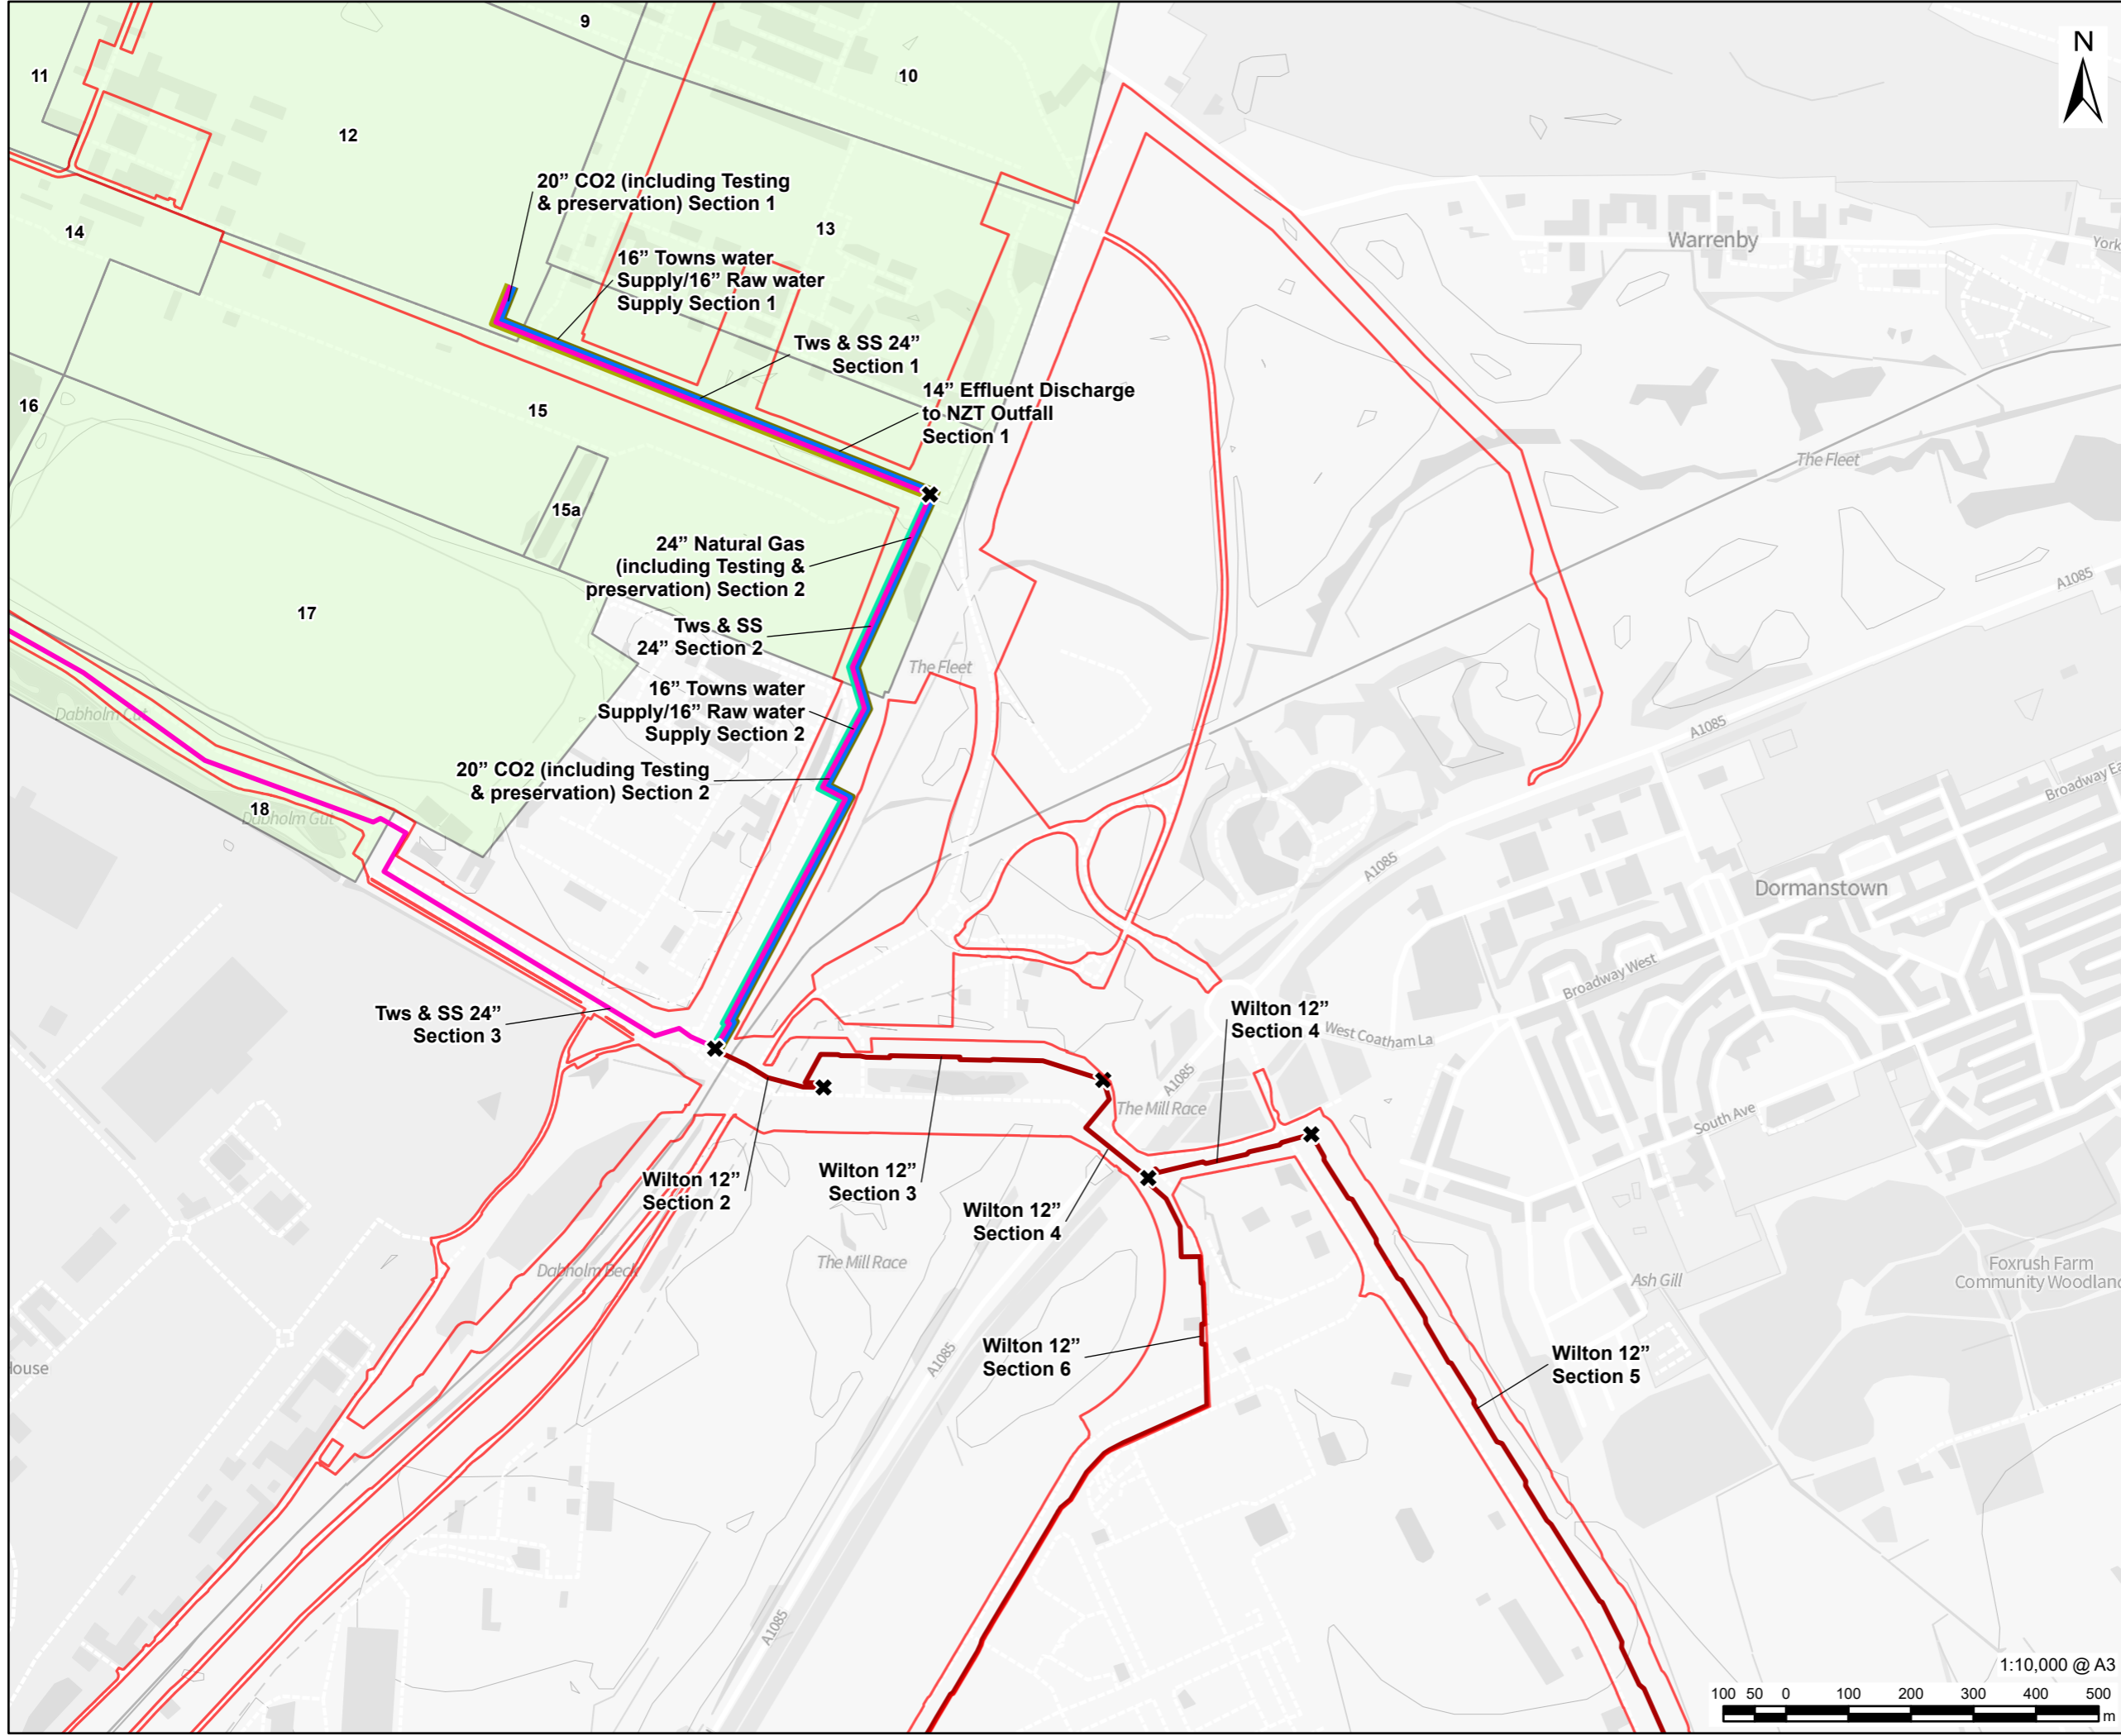 9
10
11
12
N
20” CO2 (including Testing
& preservation) Section 1
13
14
16” Towns water
Supply/16” Raw water
Supply Section 1
Warrenby
Tws & SS 24”
Section 1
14” Effluent Discharge
to NZT Outfall
Section 1
15
16
The Fleet
15a
24” Natural Gas
(including Testing &
preservation) Section 2
A1085
17
Tws & SS
24” Section 2
The Fleet
16” Towns water
Supply/16” Raw water
Supply Section 2
Dabholm Cut
A1085
20” CO2 (including Testing
& preservation) Section 2
18
Dabholm Gut
Broadway Ea
A1085
Dormanstown
Broadway West
Tws & SS 24”
Section 3
Wilton 12”
Section 4
West Coatham La
A1085
The Mill Race
South Ave
Wilton 12”
Section 2
Wilton 12”
Section 3
Wilton 12”
Section 4
The Mill Race
Dabholm Beck
Ash Gill
Foxrush Farm
Community Woodland
Wilton 12”
Section 6
A1085
Wilton 12”
Section 5
House
A1085
1:10,000 @ A3
100 50 0 100 200 300 400 500
m